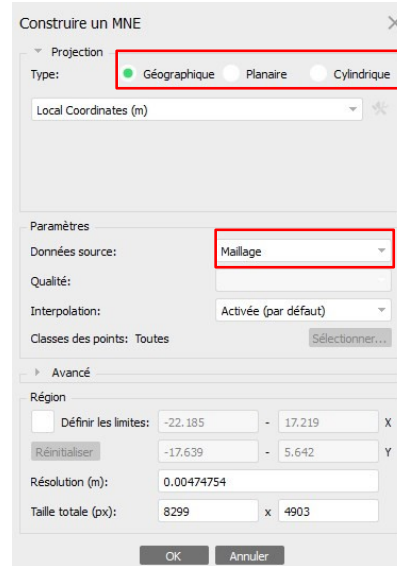 Construire un MNE
Projection
Type: Géographique Planaire Cylindrique
Local Coordinates (m)
Paramètres
Données source: Maillage
Qualité:
Interpolation: Activée (par défaut)
Classes des points: Toutes Sélectionner...
Avancé
Région
Définir les limites: -22.185 - 17.219 X
Réinitialiser -17.639 - 5.642 Y
Résolution (m): 0.00474754
Taille totale (px): 8299 x 4903
OK Annuler